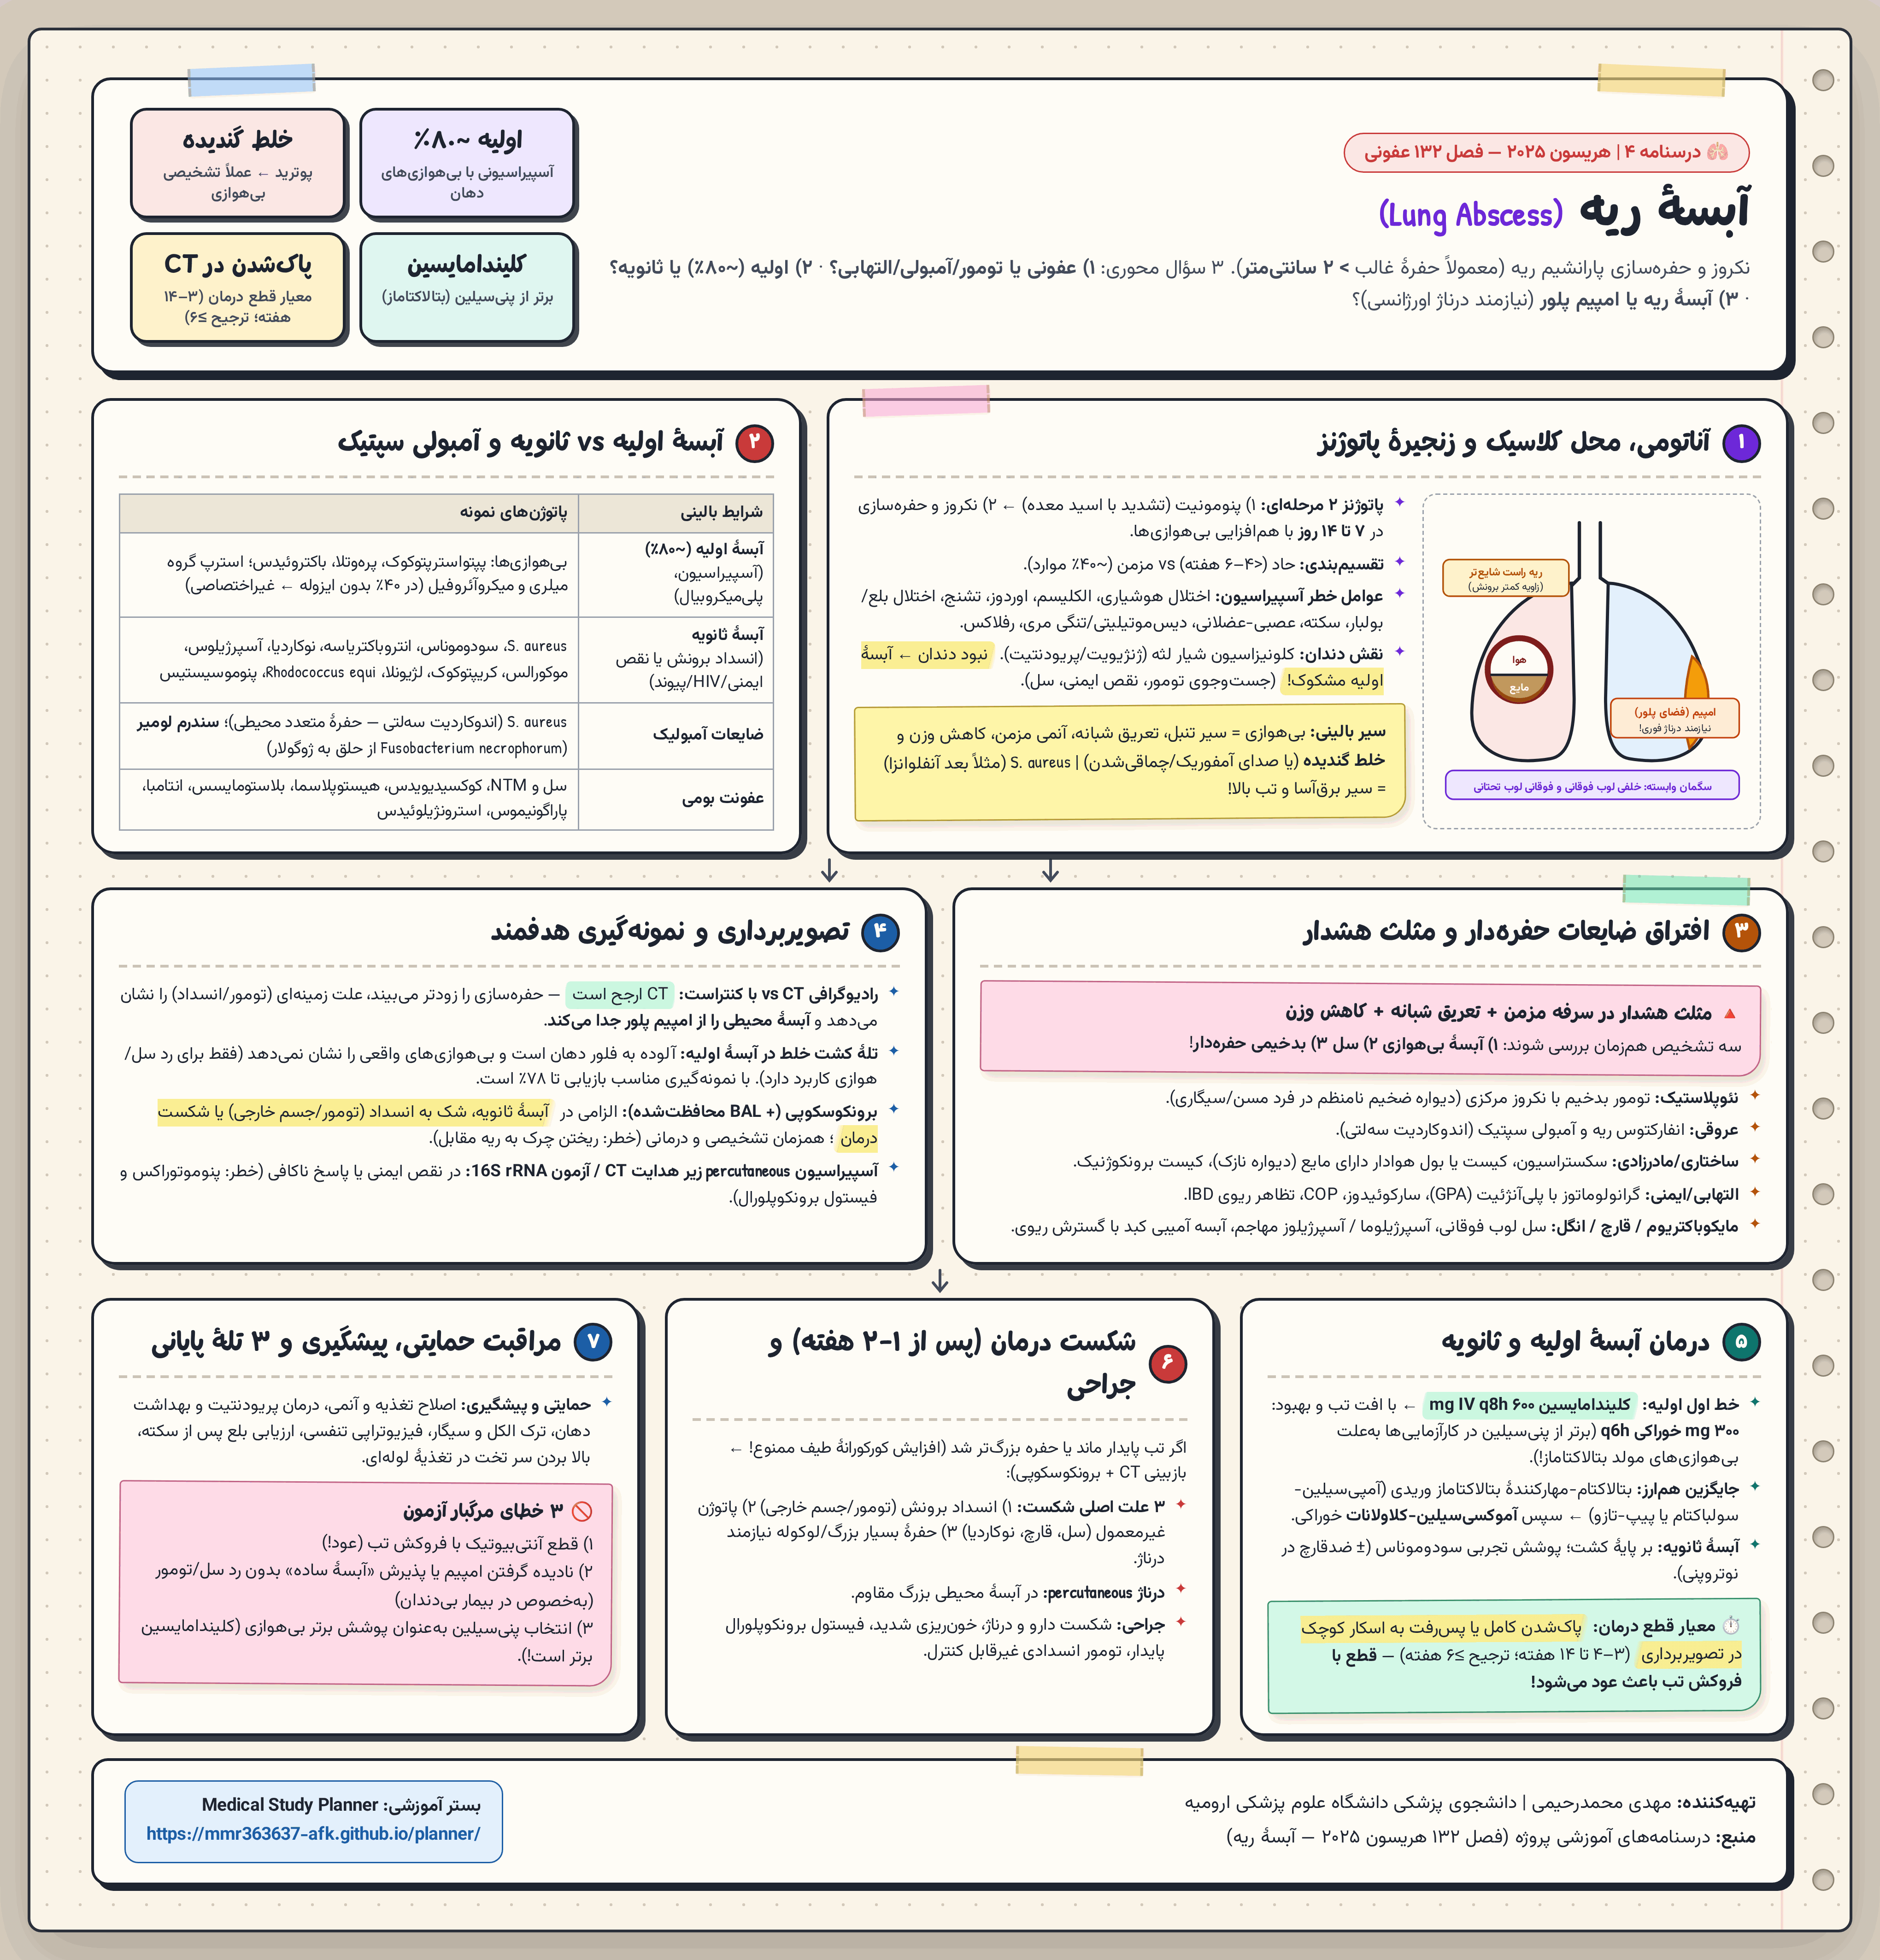 🫁 درسنامه ۴ | هریسون ۲۰۲۵ – فصل ۱۳۲ عفونی
آبسهٔ ریه (Lung Abscess)
نکروز و حفره‌سازی پارانشیم ریه (معمولاً حفرهٔ غالب > ۲ سانتی‌متر). ۳ سؤال محوری: ۱) عفونی یا تومور/آمبولی/التهابی؟ · ۲) اولیه (~۸۰٪) یا ثانویه؟
· ۳) آبسهٔ ریه یا امپیم پلور (نیازمند درناژ اورژانسی)؟
اولیه ~۸۰٪
آسپیراسیونی با بی‌هوازی‌های
دهان
خلط گندیده
پوترید ← عملاً تشخیصی
بی‌هوازی
کلیندامایسین
برتر از پنی‌سیلین (بتالاکتاماز)
پاک‌شدن در CT
معیار قطع درمان (۳–۱۴
هفته؛ ترجیح ≥۶)
۱ آناتومی، محل کلاسیک و زنجیرهٔ پاتوژنز
ریه راست شایع‌تر
(زاویه کمتر برونش)
هوا
مایع
امپیم (فضای پلور)
نیازمند درناژ فوری!
سگمان وابسته: خلفی لوب فوقانی و فوقانی لوب تحتانی
✦ پاتوژنز ۲ مرحله‌ای: ۱) پنومونیت (تشدید با اسید معده) ← ۲) نکروز و حفره‌سازی
در ۷ تا ۱۴ روز با هم‌افزایی بی‌هوازی‌ها.
✦ تقسیم‌بندی: حاد (<۴–۶ هفته) vs مزمن (~۴۰٪ موارد).
✦ عوامل خطر آسپیراسیون: اختلال هوشیاری، الکلیسم، اوردوز، تشنج، اختلال بلع/
بولبار، سکته، عصبی-عضلانی، دیس‌موتیلیتی/تنگی مری، رفلاکس.
✦ نقش دندان: کلونیزاسیون شیار لثه (ژنژیویت/پریودنتیت). نبود دندان ← آبسهٔ
اولیه مشکوک! (جست‌وجوی تومور، نقص ایمنی، سل).
سیر بالینی: بی‌هوازی = سیر تنبل، تعریق شبانه، آنمی مزمن، کاهش وزن و
خلط گندیده (یا صدای آمفوریک/چماقی‌شدن) | S. aureus (مثلاً بعد آنفلوانزا)
= سیر برق‌آسا و تب بالا!
۲ آبسهٔ اولیه vs ثانویه و آمبولی سپتیک
شرایط بالینی پاتوژن‌های نمونه
آبسهٔ اولیه (~۸۰٪)
(آسپیراسیون،
پلی‌میکروبیال)
بی‌هوازی‌ها: پپتواسترپتوکوک، پره‌وتلا، باکتروئیدس؛ استرپ گروه
میلری و میکروآئروفیل (در ۴۰٪ بدون ایزوله ← غیراختصاصی)
آبسهٔ ثانویه
(انسداد برونش یا نقص
ایمنی/HIV/پیوند)
S. aureus، سودوموناس، انتروباکتریاسه، نوکاردیا، آسپرژیلوس،
موکورالس، کریپتوکوک، لژیونلا، Rhodococcus equi، پنوموسیستیس
ضایعات آمبولیک
S. aureus (اندوکاردیت سه‌لتی – حفرهٔ متعدد محیطی)؛ سندرم لومیر
(Fusobacterium necrophorum از حلق به ژوگولار)
عفونت بومی
سل و NTM، کوکسیدیویدس، هیستوپلاسما، بلاستومایسس، انتامبا،
پاراگونیموس، استرونژیلوئیدس
۳ افتراق ضایعات حفره‌دار و مثلث هشدار
🔺 مثلث هشدار در سرفه مزمن + تعریق شبانه + کاهش وزن
سه تشخیص هم‌زمان بررسی شوند: ۱) آبسهٔ بی‌هوازی ۲) سل ۳) بدخیمی حفره‌دار!
✦ نئوپلاستیک: تومور بدخیم با نکروز مرکزی (دیواره ضخیم نامنظم در فرد مسن/سیگاری).
✦ عروقی: انفارکتوس ریه و آمبولی سپتیک (اندوکاردیت سه‌لتی).
✦ ساختاری/مادرزادی: سکستراسیون، کیست یا بول هوادار دارای مایع (دیواره نازک)، کیست برونکوژنیک.
✦ التهابی/ایمنی: گرانولوماتوز با پلی‌آنژئیت (GPA)، سارکوئیدوز، COP، تظاهر ریوی IBD.
✦ مایکوباکتریوم / قارچ / انگل: سل لوب فوقانی، آسپرژیلوما / آسپرژیلوز مهاجم، آبسه آمیبی کبد با گسترش ریوی.
۴ تصویربرداری و نمونه‌گیری هدفمند
✦ رادیوگرافی vs CT با کنتراست: CT ارجح است – حفره‌سازی را زودتر می‌بیند، علت زمینه‌ای (تومور/انسداد) را نشان
می‌دهد و آبسهٔ محیطی را از امپیم پلور جدا می‌کند.
✦ تلهٔ کشت خلط در آبسهٔ اولیه: آلوده به فلور دهان است و بی‌هوازی‌های واقعی را نشان نمی‌دهد (فقط برای رد سل/
هوازی کاربرد دارد). با نمونه‌گیری مناسب بازیابی تا ۷۸٪ است.
✦ برونکوسکوپی (+ BAL محافظت‌شده): الزامی در آبسهٔ ثانویه، شک به انسداد (تومور/جسم خارجی) یا شکست
درمان؛ همزمان تشخیصی و درمانی (خطر: ریختن چرک به ریه مقابل).
✦ آسپیراسیون percutaneous زیر هدایت CT / آزمون 16S rRNA: در نقص ایمنی یا پاسخ ناکافی (خطر: پنوموتوراکس و
فیستول برونکوپلورال).
۵ درمان آبسهٔ اولیه و ثانویه
✦ خط اول اولیه: کلیندامایسین ۶۰۰ mg IV q8h ← با افت تب و بهبود:
۳۰۰ mg خوراکی q6h (برتر از پنی‌سیلین در کارآزمایی‌ها به‌علت
بی‌هوازی‌های مولد بتالاکتاماز!).
✦ جایگزین هم‌ارز: بتالاکتام-مهارکنندهٔ بتالاکتاماز وریدی (آمپی‌سیلین-
سولباکتام یا پیپ-تازو) ← سپس آموکسی‌سیلین-کلاولانات خوراکی.
✦ آبسهٔ ثانویه: بر پایهٔ کشت؛ پوشش تجربی سودوموناس (± ضدقارچ در
نوتروپنی).
⏱️ معیار قطع درمان: پاک‌شدن کامل یا پس‌رفت به اسکار کوچک
در تصویربرداری (۳–۴ تا ۱۴ هفته؛ ترجیح ≥۶ هفته) – قطع با
فروکش تب باعث عود می‌شود!
۶ شکست درمان (پس از ۱–۲ هفته) و
جراحی
اگر تب پایدار ماند یا حفره بزرگ‌تر شد (افزایش کورکورانهٔ طیف ممنوع! ←
بازبینی CT + برونکوسکوپی):
✦ ۳ علت اصلی شکست: ۱) انسداد برونش (تومور/جسم خارجی) ۲) پاتوژن
غیرمعمول (سل، قارچ، نوکاردیا) ۳) حفرهٔ بسیار بزرگ/لوکوله نیازمند
درناژ.
✦ درناژ percutaneous: در آبسهٔ محیطی بزرگ مقاوم.
✦ جراحی: شکست دارو و درناژ، خون‌ریزی شدید، فیستول برونکوپلورال
پایدار، تومور انسدادی غیرقابل کنترل.
۷ مراقبت حمایتی، پیشگیری و ۳ تلهٔ پایانی
✦ حمایتی و پیشگیری: اصلاح تغذیه و آنمی، درمان پریودنتیت و بهداشت
دهان، ترک الکل و سیگار، فیزیوتراپی تنفسی، ارزیابی بلع پس از سکته،
بالا بردن سر تخت در تغذیهٔ لوله‌ای.
🚫 ۳ خطای مرگبار آزمون
۱) قطع آنتی‌بیوتیک با فروکش تب (عود!)
۲) نادیده گرفتن امپیم یا پذیرش «آبسهٔ ساده» بدون رد سل/تومور
(به‌خصوص در بیمار بی‌دندان)
۳) انتخاب پنی‌سیلین به‌عنوان پوشش برتر بی‌هوازی (کلیندامایسین
برتر است!).
تهیه‌کننده: مهدی محمدرحیمی | دانشجوی پزشکی دانشگاه علوم پزشکی ارومیه
منبع: درسنامه‌های آموزشی پروژه (فصل ۱۳۲ هریسون ۲۰۲۵ – آبسهٔ ریه)
بستر آموزشی: Medical Study Planner
https://mmr363637-afk.github.io/planner/